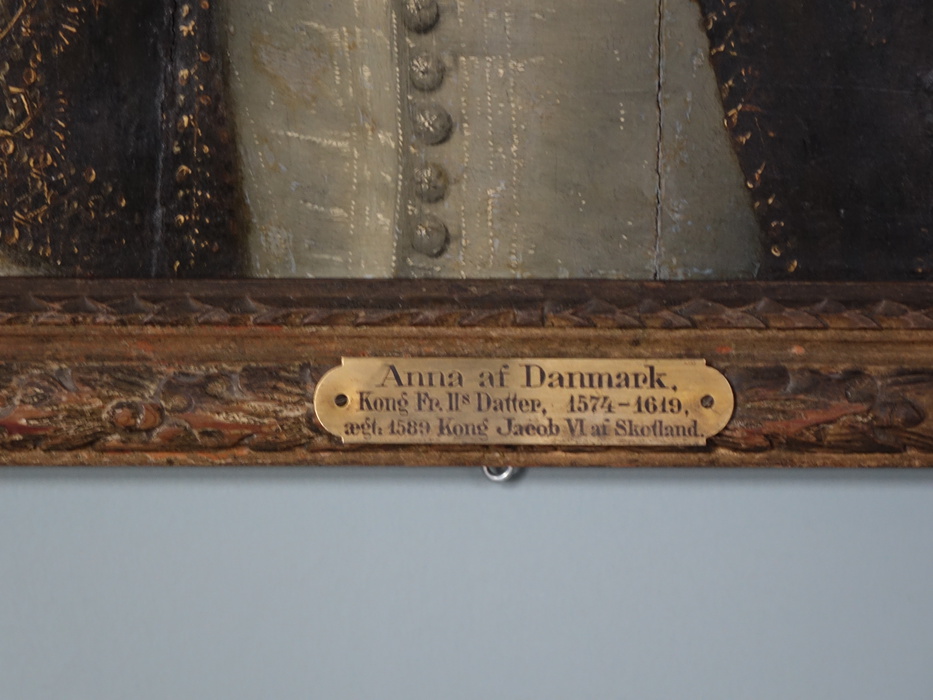 Anna af Danmark,
Kong Fr. IIs Datter, 1574-1619,
ægt. 1589 Kong Jacob VI af Skotland.